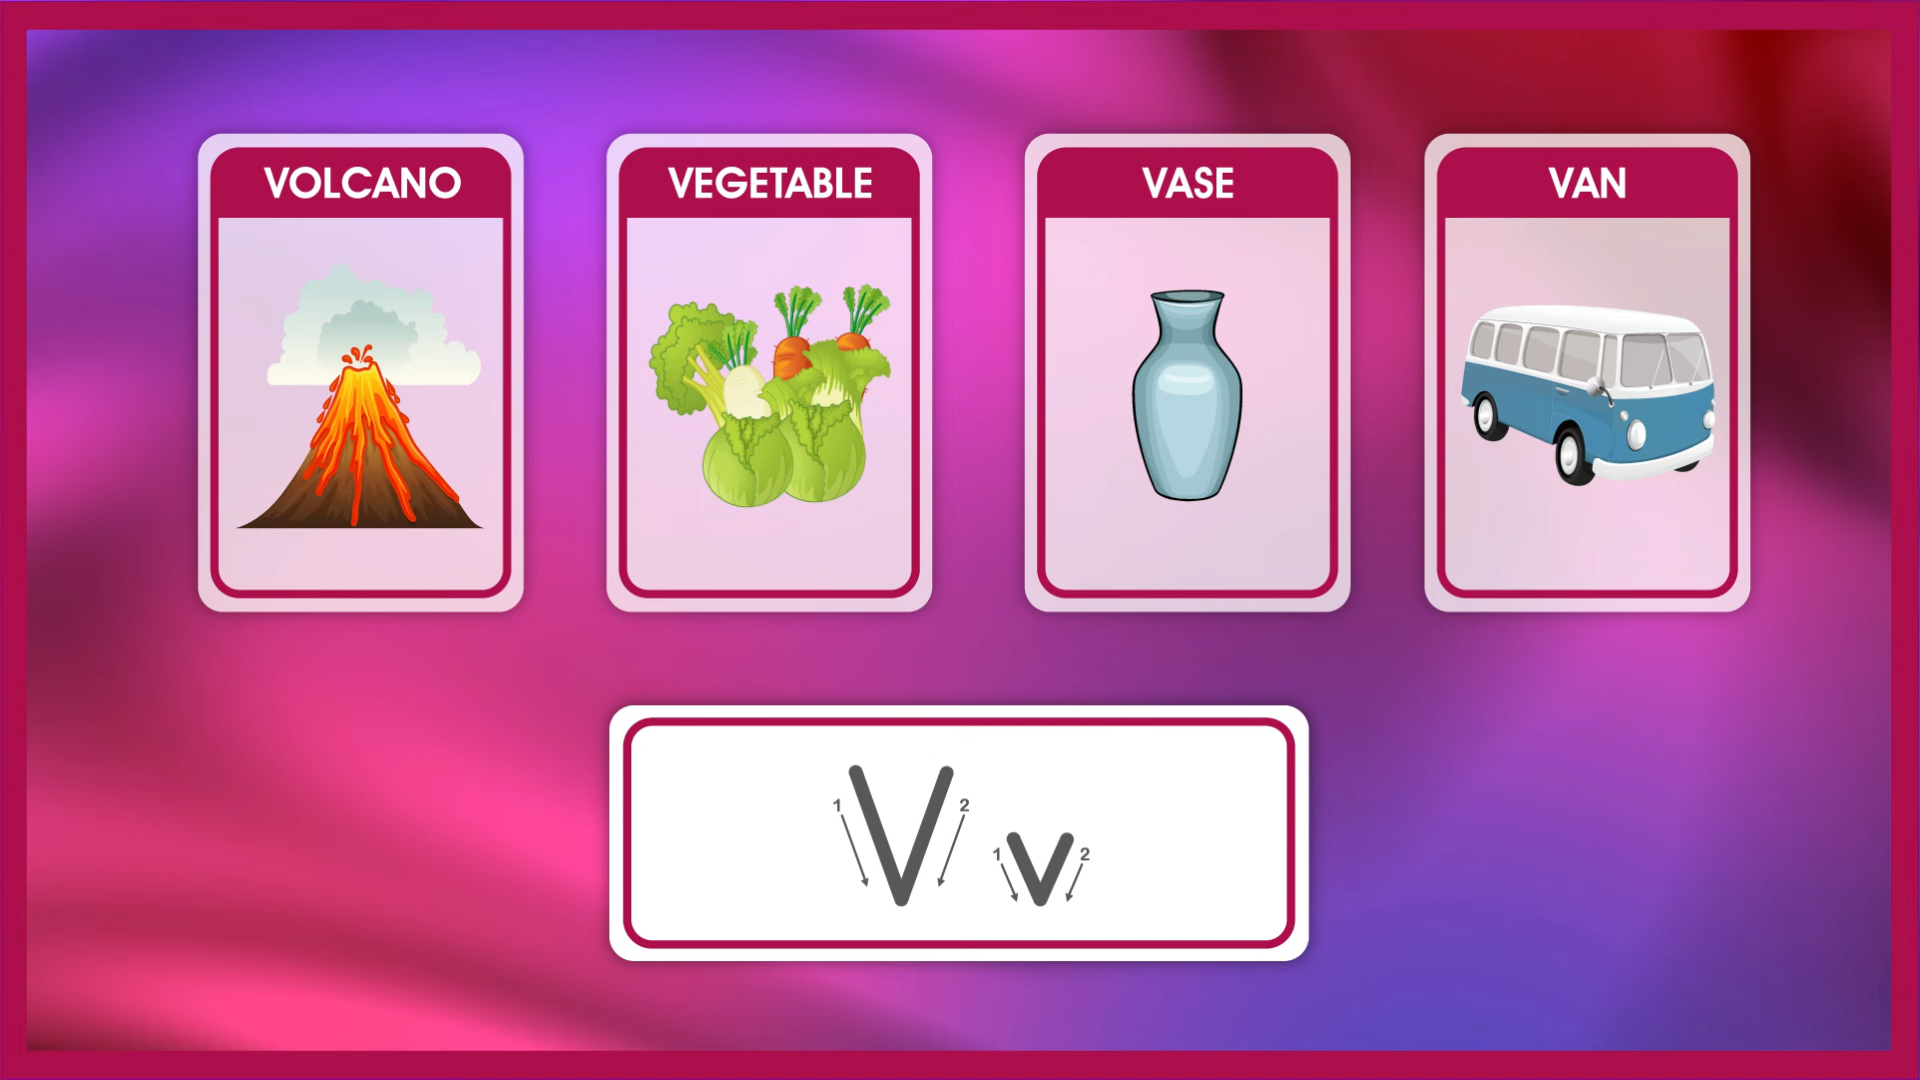 VOLCANO
VEGETABLE
VASE
VAN
1 V 2
1 v 2